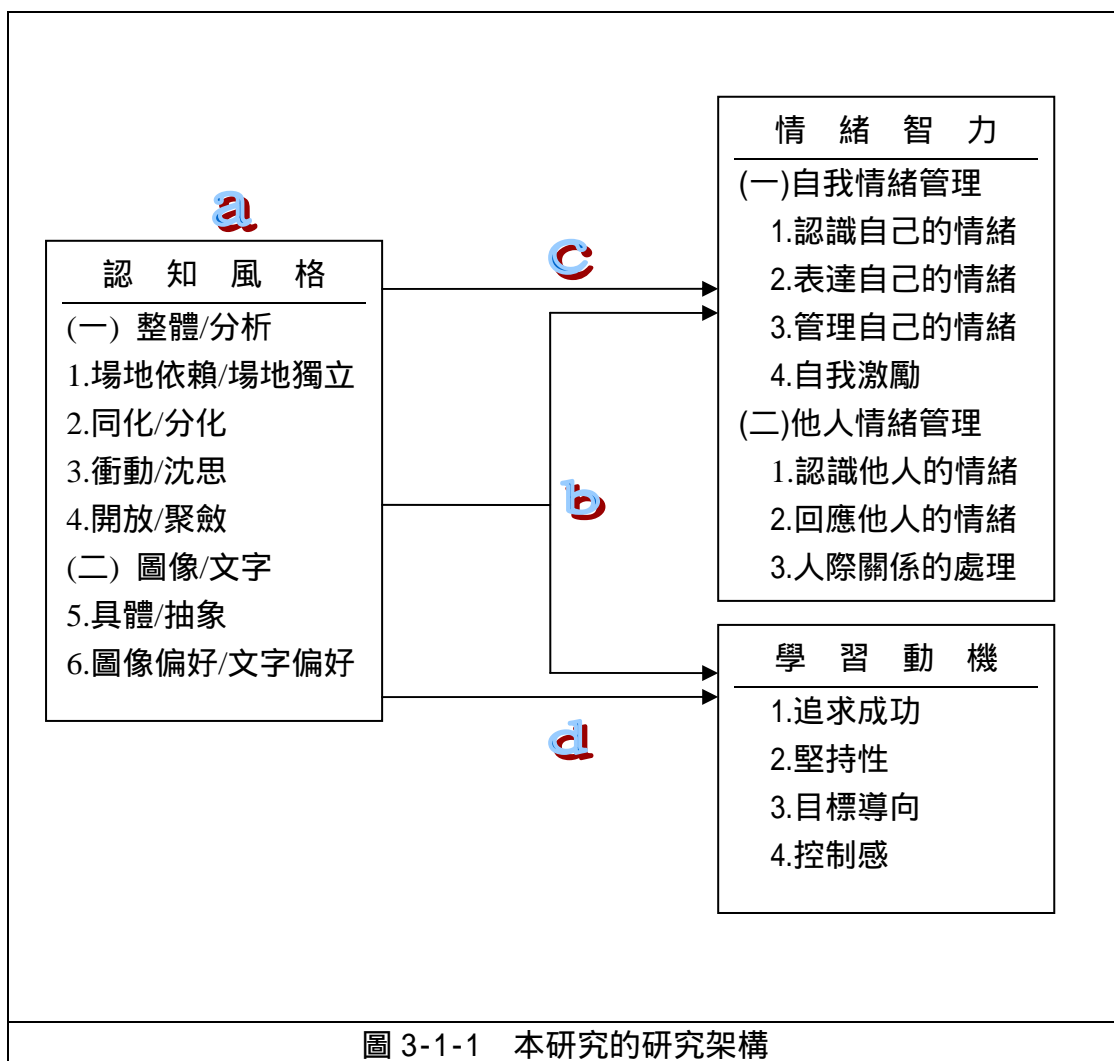 a
認 知 風 格
(一) 整體/分析
1.場地依賴/場地獨立
2.同化/分化
3.衝動/沈思
4.開放/聚斂
(二) 圖像/文字
5.具體/抽象
6.圖像偏好/文字偏好
c
b
d
情 緒 智 力
(一)自我情緒管理
1.認識自己的情緒
2.表達自己的情緒
3.管理自己的情緒
4.自我激勵
(二)他人情緒管理
1.認識他人的情緒
2.回應他人的情緒
3.人際關係的處理
學 習 動 機
1.追求成功
2.堅持性
3.目標導向
4.控制感
圖 3-1-1 本研究的研究架構